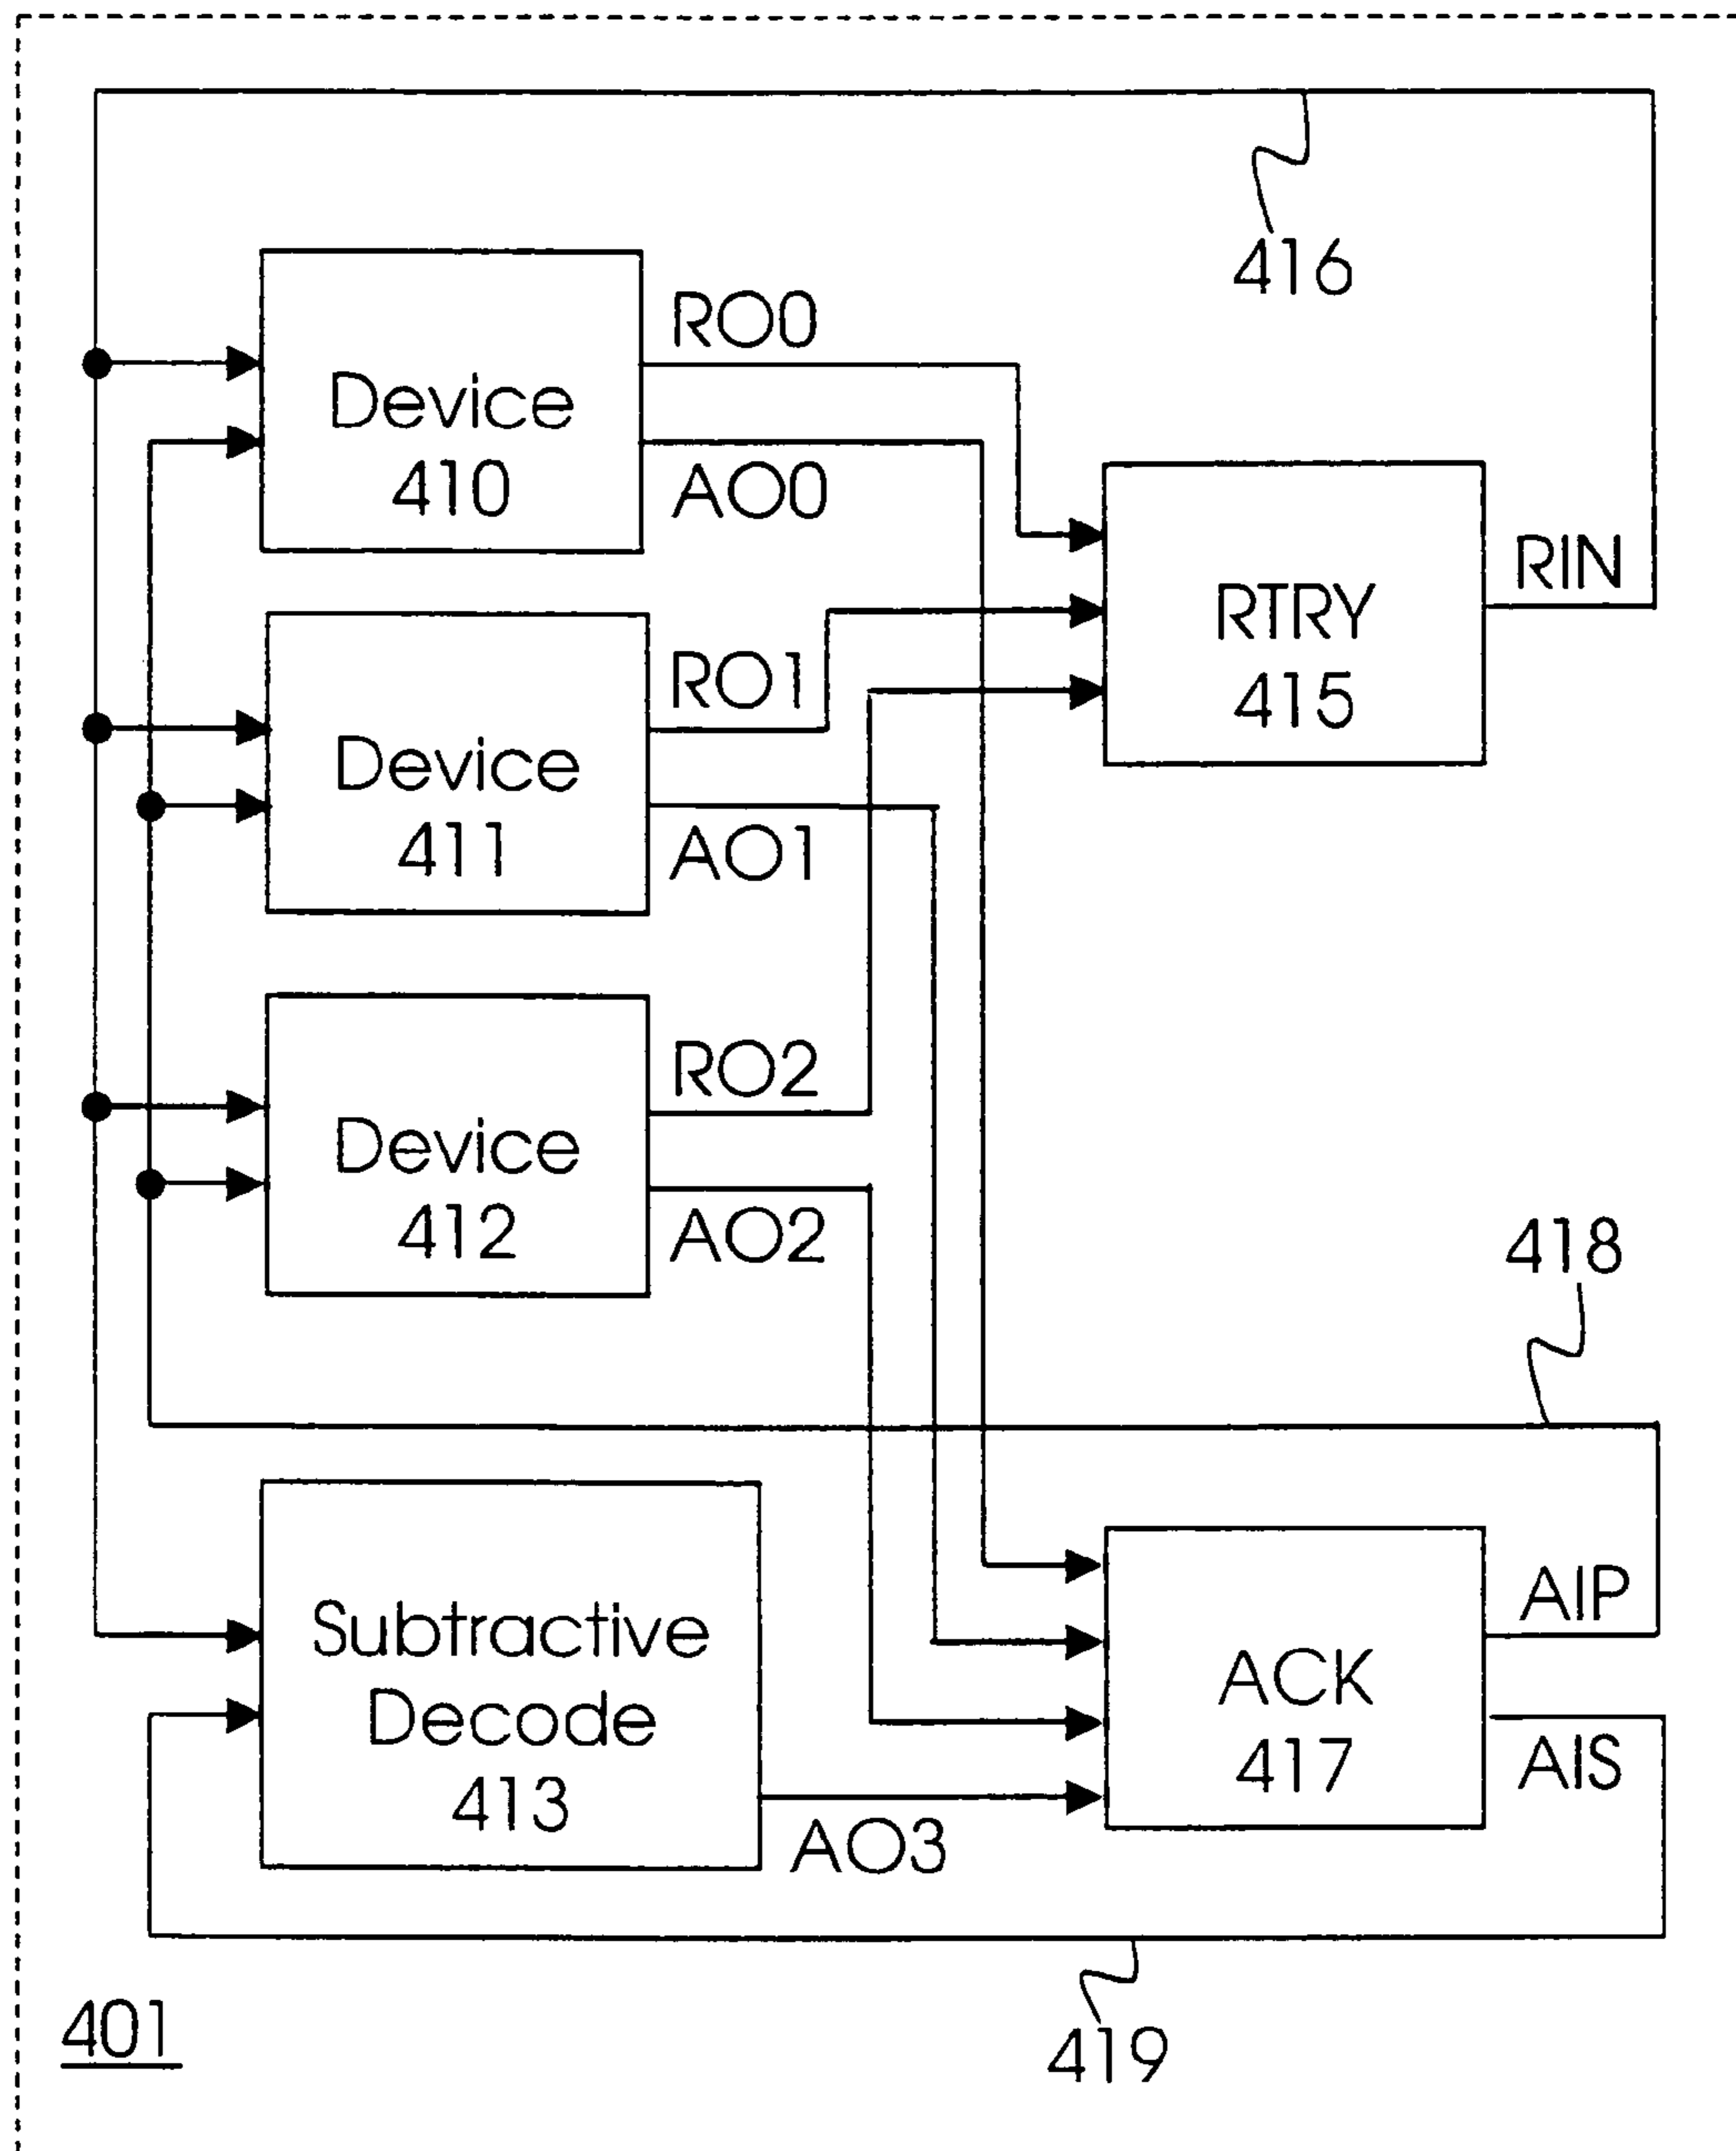 416
RO0
Device
410
AO0
RIN
RTRY
415
RO1
Device
411
AO1
RO2
Device
412
AO2
418
Subtractive
Decode
413
AO3
AIP
ACK
417
AIS
401
419